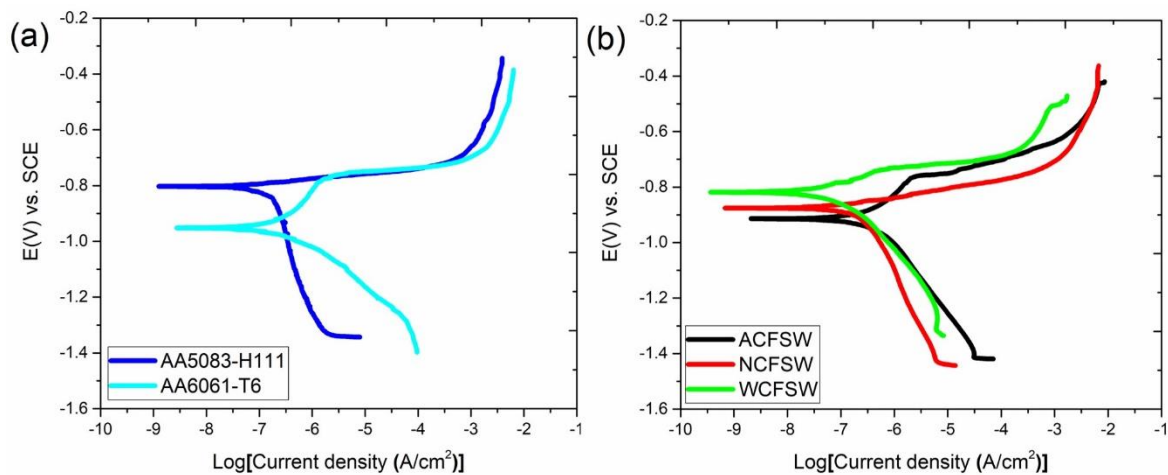 (a)
-0.2
-0.4
-0.6
-0.8
-1.0
-1.2
-1.4
-1.6
E(V) vs. SCE
-10 -9 -8 -7 -6 -5 -4 -3 -2 -1
Log[Current density (A/cm²)]
AA5083-H111
AA6061-T6
(b)
-0.2
-0.4
-0.6
-0.8
-1.0
-1.2
-1.4
-1.6
E(V) vs. SCE
-10 -9 -8 -7 -6 -5 -4 -3 -2 -1
Log[Current density (A/cm²)]
ACFSW
NCFSW
WCFSW